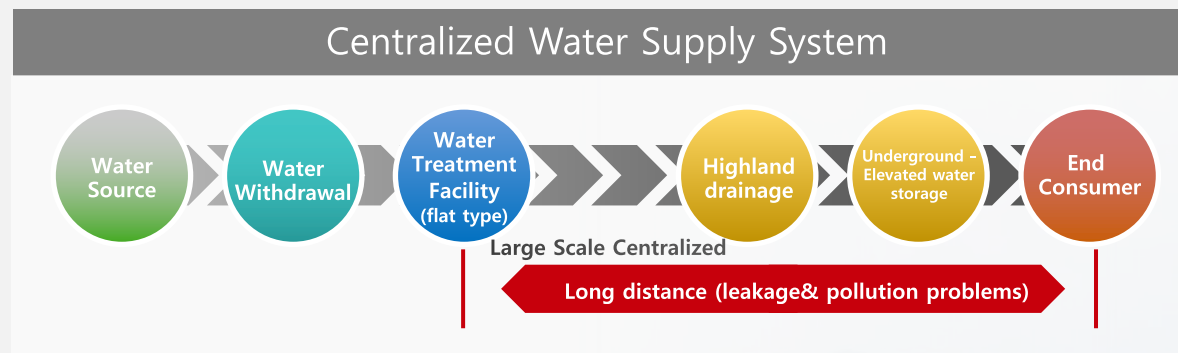 Centralized Water Supply System
Water
Source
Water
Withdrawal
Water
Treatment
Facility
(flat type)
Highland
drainage
Underground –
Elevated water
storage
End
Consumer
Large Scale Centralized
Long distance (leakage& pollution problems)